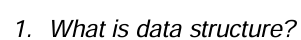 1. What is data structure?